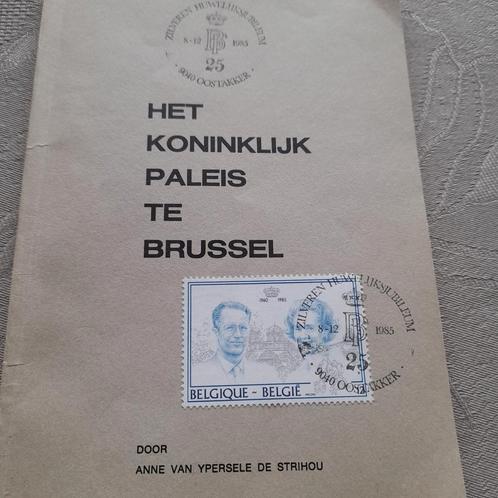 ZILVEREN HUWELIJKSJUBILEUM
8-12 1985
25
· 9040 OOSTAKKER ·
HET
KONINKLIJK
PALEIS
TE
BRUSSEL
1960 1985
BELGIQUE - BELGIË
ZILVEREN HUWELIJKSJUBILEUM
8-12 1985
25
· 9040 OOSTAKKER ·
DOOR
ANNE VAN YPERSELE DE STRIHOU